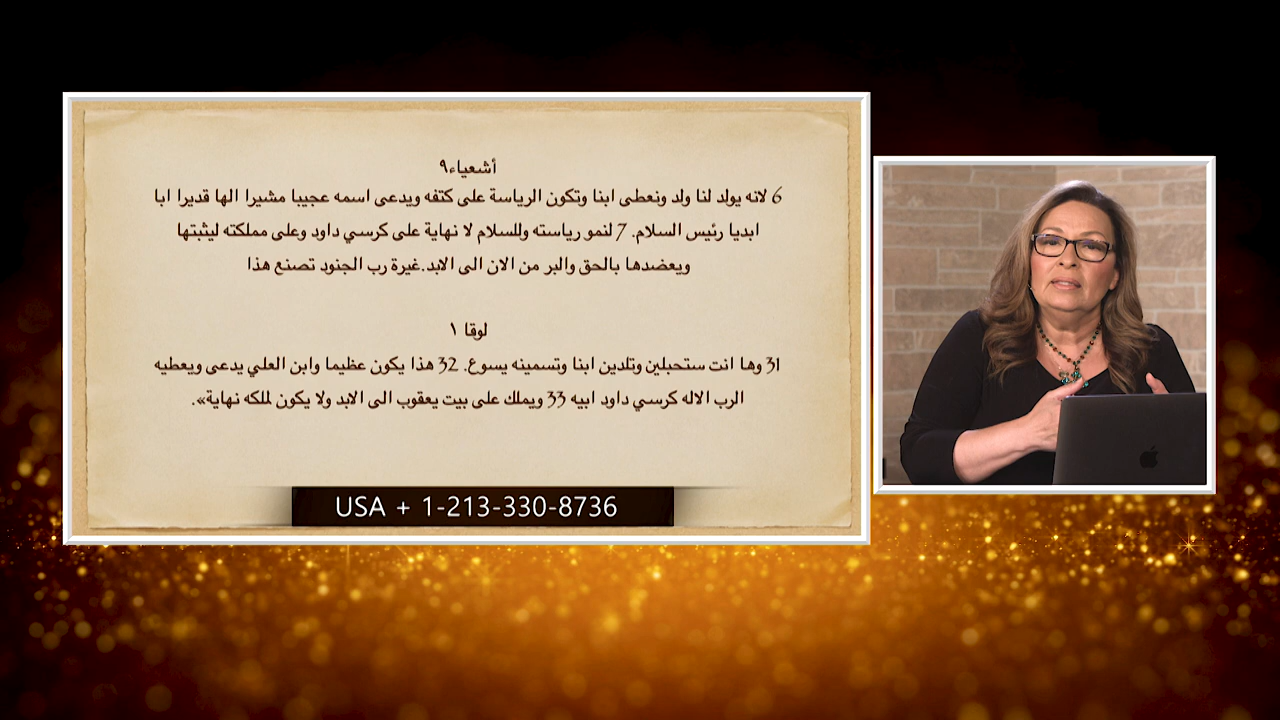 أشعياء٩
6 لانه يولد لنا ولد ونعطى ابنا وتكون الرياسة على كتفه ويدعى اسمه عجيبا مشيرا الها قديرا ابا
ابديا رئيس السلام. 7 لنمو رياسته وللسلام لا نهاية على كرسي داود وعلى مملكته ليثبتها
ويعضدها بالحق والبر من الان الى الابد.غيرة رب الجنود تصنع هذا
لوقا ١
31 وها انت ستحبلين وتلدين ابنا وتسمينه يسوع. 32 هذا يكون عظيما وابن العلي يدعى ويعطيه
الرب الاله كرسي داود ابيه 33 ويملك على بيت يعقوب الى الابد ولا يكون لملكه نهاية».
USA + 1-213-330-8736